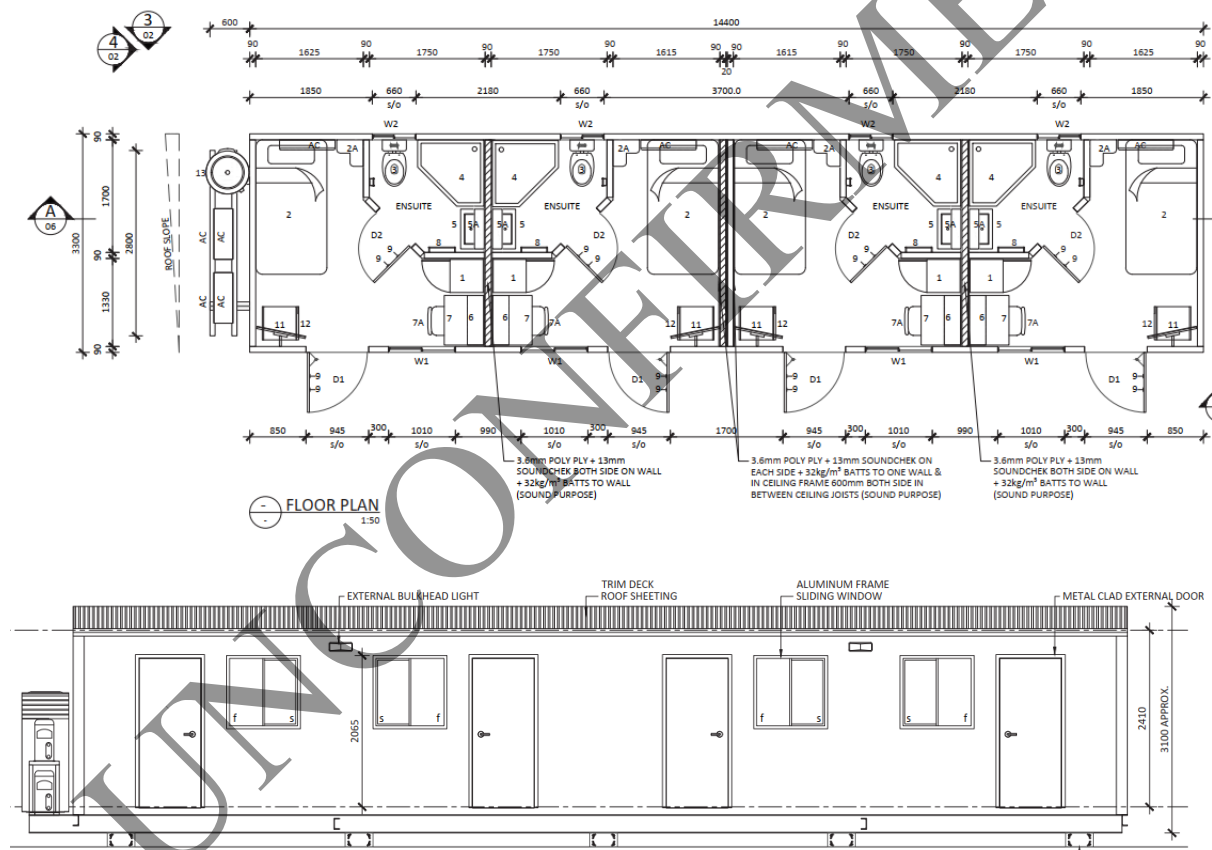 3
02
4
02
600
14400
90 1625 90 1750 90 1750 90 1615 90 90 1615 90 1750 90 1750 90 1625 90
20
1850 660 2180 660 3700.0 660 2180 660 1850
s/o s/o s/o s/o
W2 W2 W2 W2
AC 2A 3 4 4 3 2A AC AC 2A 3 4 4 3 2A AC
13
90
1700
90
1330
90
3300
2800
A
06
ROOF SLOPE
AC AC
AC AC
2 ENSUITE ENSUITE 2 2 ENSUITE ENSUITE 2
5 5A 5A 5 5 5A 5A 5
D2 D2 D2 D2
9 8 8 9 9 8 8 9
9 9 9 9
1 1 1 1
11 12 7A 7 6 6 7 7A 12 11 11 12 7A 7 6 6 7 7A 12 11
W1 W1 W1 W1
9 9 9 9
9 D1 D1 9 9 D1 D1 9
850 945 300 1010 990 1010 300 945 1700 945 300 1010 990 1010 300 945 850
s/o s/o s/o s/o s/o s/o s/o s/o
3.6mm POLY PLY + 13mm
SOUNDCHEK BOTH SIDE ON WALL
+ 32kg/m³ BATTS TO WALL
(SOUND PURPOSE)
3.6mm POLY PLY + 13mm SOUNDCHEK ON
EACH SIDE + 32kg/m³ BATTS TO ONE WALL &
IN CEILING FRAME 600mm BOTH SIDE IN
BETWEEN CEILING JOISTS (SOUND PURPOSE)
3.6mm POLY PLY + 13mm
SOUNDCHEK BOTH SIDE ON WALL
+ 32kg/m³ BATTS TO WALL
(SOUND PURPOSE)
-
-
FLOOR PLAN
1:50
EXTERNAL BULKHEAD LIGHT
TRIM DECK
ROOF SHEETING
ALUMINUM FRAME
SLIDING WINDOW
METAL CLAD EXTERNAL DOOR
f s s f f s s f
2065
2410
3100 APPROX.
UNCONFIRME